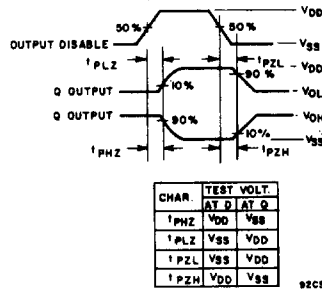 VDD
50% 50%
OUTPUT DISABLE VSS
tPLZ tPZL VDD
90%
Q OUTPUT 10% VOL
Q OUTPUT 90% VOH
10% VSS
tPHZ tPZH
CHAR. TEST VOLT.
AT D AT Q
tPHZ VDD VSS
tPLZ VSS VDD
tPZL VSS VDD
tPZH VDD VSS
92CS